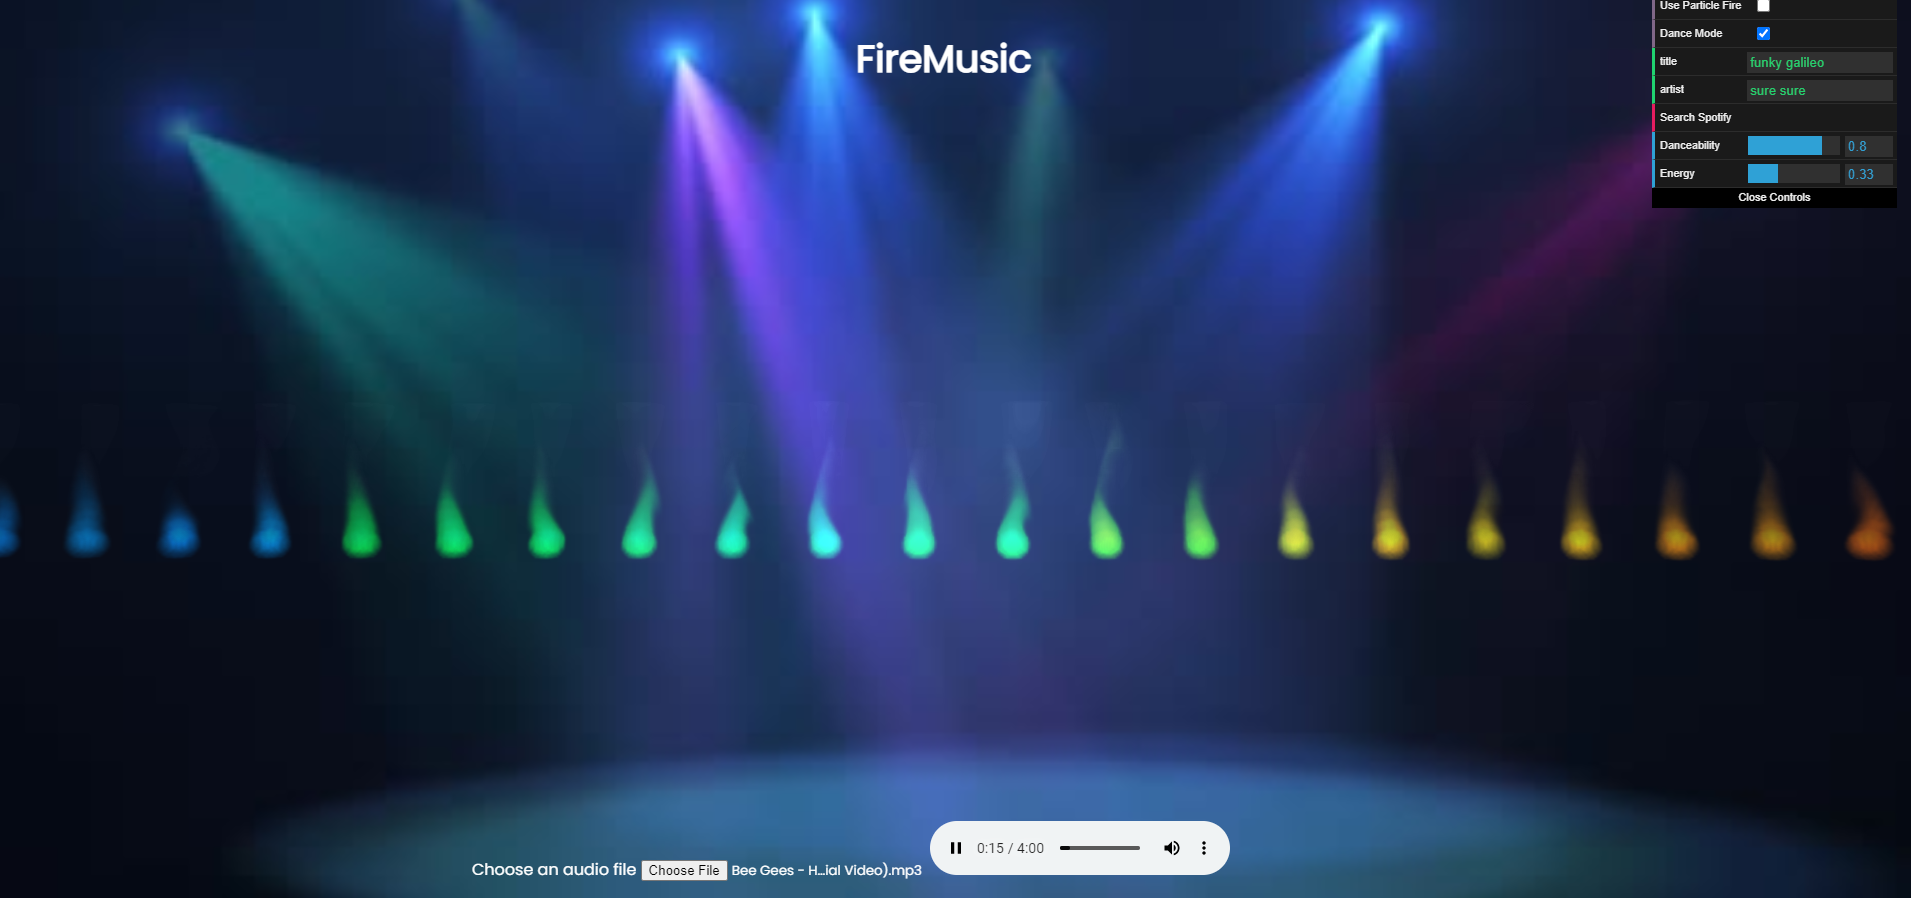 FireMusic
Use Particle Fire
Dance Mode
title funky galileo
artist sure sure
Search Spotify
Danceability 0.8
Energy 0.33
Close Controls
0:15 / 4:00
Choose an audio file Choose File Bee Gees - H...ial Video).mp3